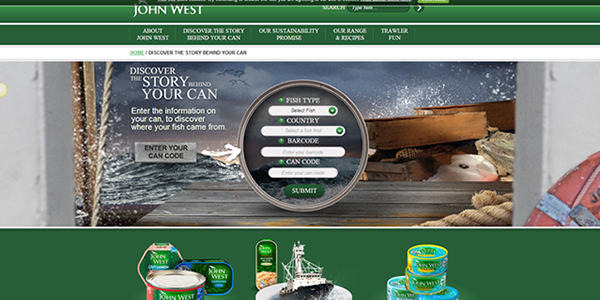 JOHN WEST
SEARCH
Type here...
ABOUT
JOHN WEST
DISCOVER THE STORY
BEHIND YOUR CAN
OUR SUSTAINABILITY
PROMISE
OUR RANGE
& RECIPES
TRAWLER
FUN
HOME / DISCOVER THE STORY BEHIND YOUR CAN
DISCOVER
THE STORY BEHIND
YOUR CAN
Enter the information on
your can, to discover
where your fish came from.
ENTER YOUR
CAN CODE
FISH TYPE
Select Fish
COUNTRY
Select a fish first
BARCODE
Enter your barcode
CAN CODE
Enter your can code
SUBMIT
JOHN WEST
JOHN WEST
JOHN WEST
JOHN WEST
JOHN WEST